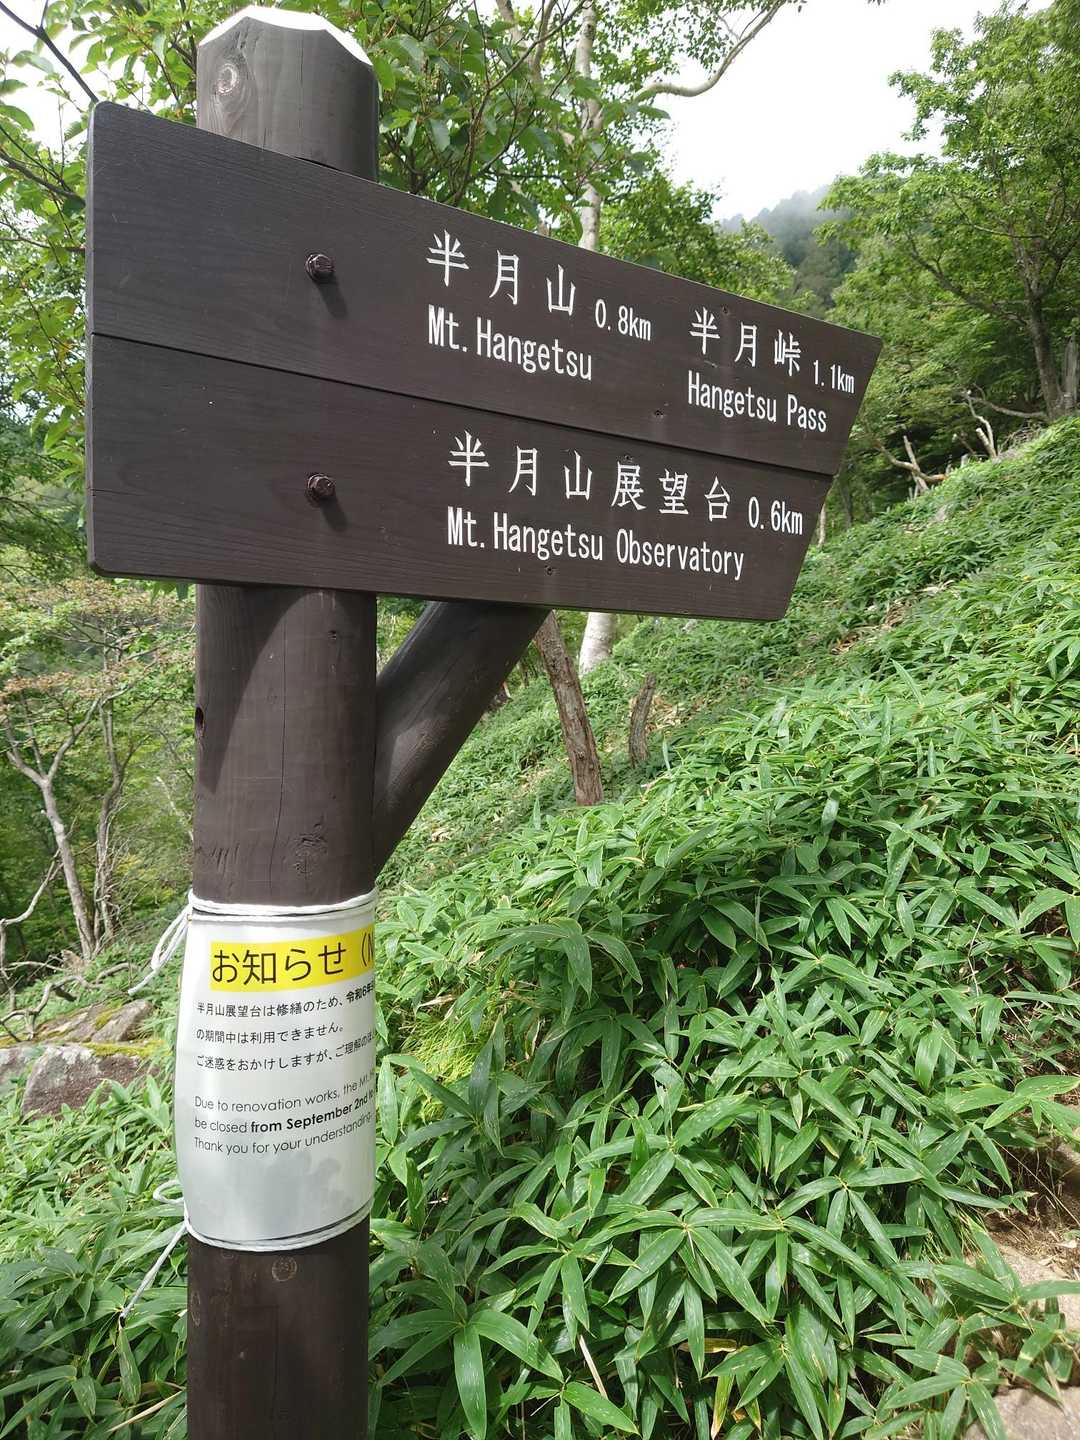 半月山 0.8km
Mt. Hangetsu
半月峠 1.1km
Hangetsu Pass
半月山展望台 0.6km
Mt. Hangetsu Observatory
お知らせ (N
半月山展望台は修繕のため、令和6年
の期間中は利用できません。
ご迷惑をおかけしますが、ご理解の
Due to renovation works, the Mt.
be closed from September 2nd to
Thank you for your understanding.